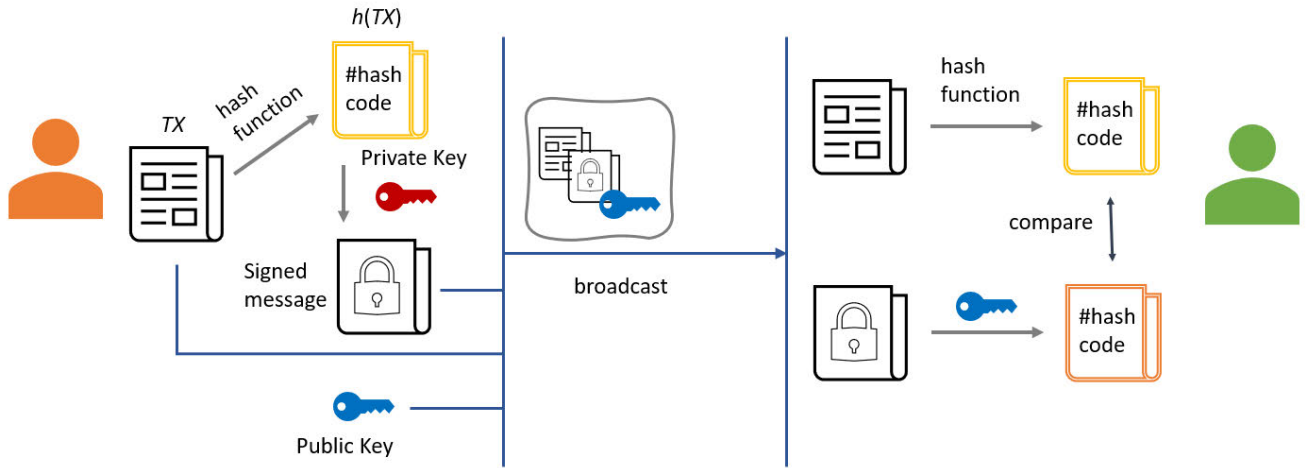 h(TX)
#hash
code
hash
function
TX
Private Key
Signed
message
Public Key
broadcast
hash
function
#hash
code
compare
#hash
code